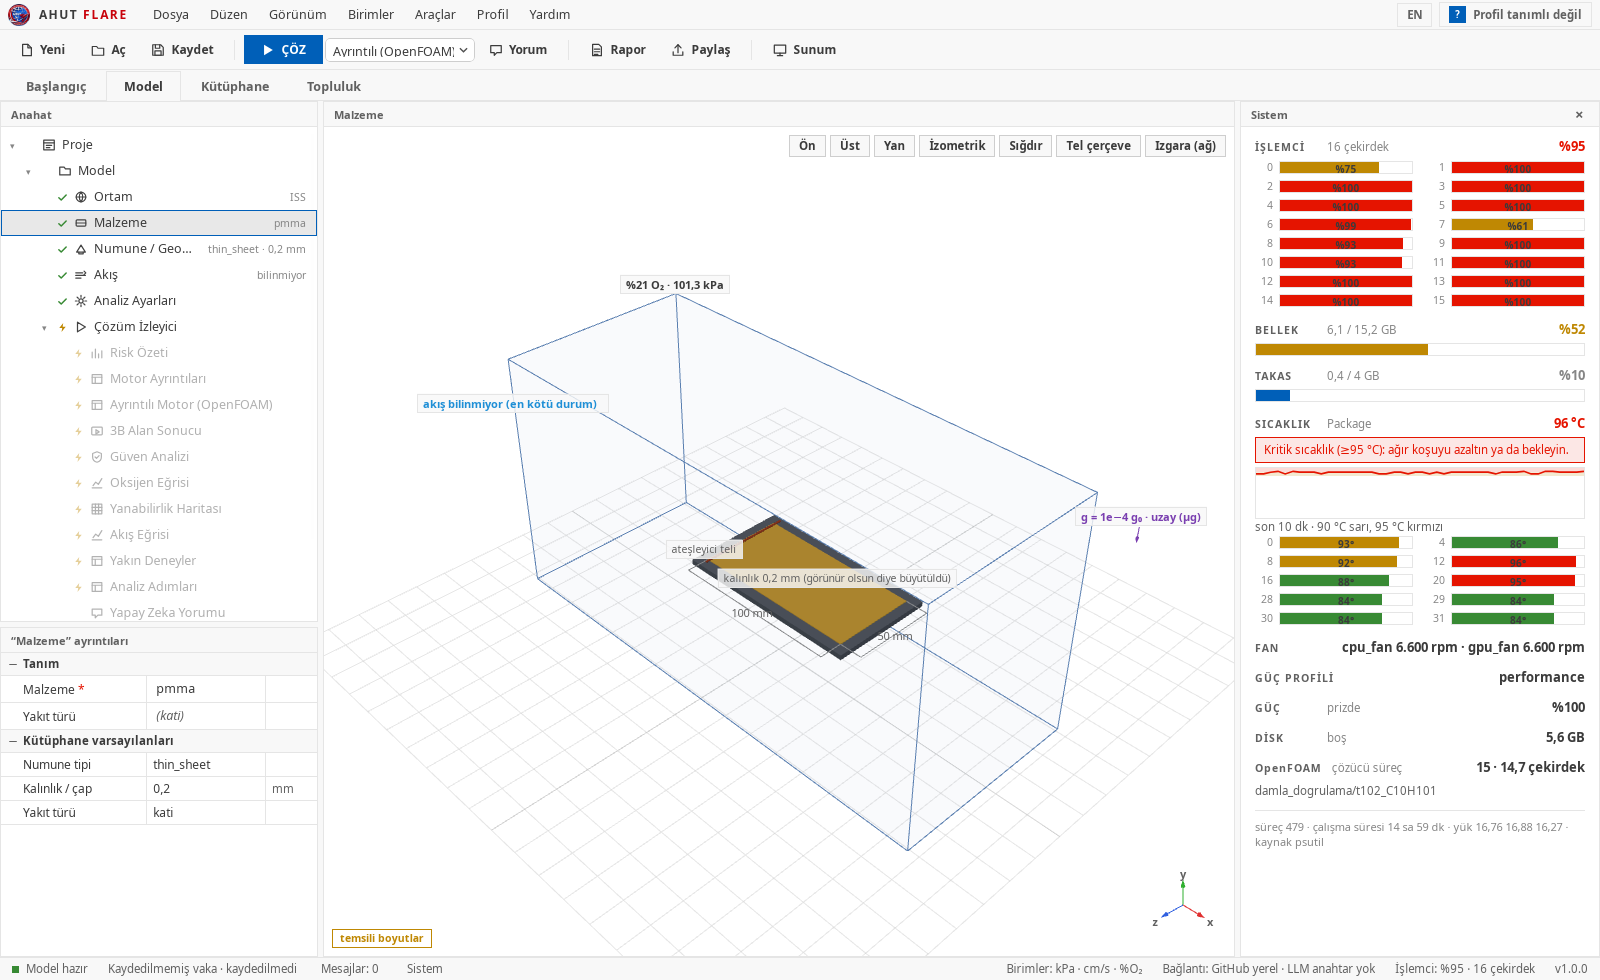 AHUT FLARE Dosya Düzen Görünüm Birimler Araçlar Profil Yardım EN ? Profil tanımlı değil
Yeni Aç Kaydet ÇÖZ Ayrıntılı (OpenFOAM) Yorum Rapor Paylaş Sunum
Başlangıç Model Kütüphane Topluluk
Anahat
Proje
Model
Ortam ISS
Malzeme pmma
Numune / Geo... thin_sheet · 0,2 mm
Akış bilinmiyor
Analiz Ayarları
Çözüm İzleyici
Risk Özeti
Motor Ayrıntıları
Ayrıntılı Motor (OpenFOAM)
3B Alan Sonucu
Güven Analizi
Oksijen Eğrisi
Yanabilirlik Haritası
Akış Eğrisi
Yakın Deneyler
Analiz Adımları
Yapay Zeka Yorumu
“Malzeme” ayrıntıları
— Tanım
Malzeme * pmma
Yakıt türü (kati)
— Kütüphane varsayılanları
Numune tipi thin_sheet
Kalınlık / çap 0,2 mm
Yakıt türü kati
Malzeme
Ön Üst Yan İzometrik Sığdır Tel çerçeve Izgara (ağ)
%21 O₂ · 101,3 kPa
akış bilinmiyor (en kötü durum)
g = 1e−4 g₀ · uzay (µg)
ateşleyici teli
kalınlık 0,2 mm (görünür olsun diye büyütüldü)
100 mm
50 mm
y
z x
temsili boyutlar
Sistem ×
İŞLEMCİ 16 çekirdek %95
0 %75 1 %100
2 %100 3 %100
4 %100 5 %100
6 %99 7 %61
8 %93 9 %100
10 %93 11 %100
12 %100 13 %100
14 %100 15 %100
BELLEK 6,1 / 15,2 GB %52
TAKAS 0,4 / 4 GB %10
SICAKLIK Package 96 °C
Kritik sıcaklık (≥95 °C): ağır koşuyu azaltın ya da bekleyin.
son 10 dk · 90 °C sarı, 95 °C kırmızı
0 93° 4 86°
8 92° 12 96°
16 88° 20 95°
28 84° 29 84°
30 84° 31 84°
FAN cpu_fan 6.600 rpm · gpu_fan 6.600 rpm
GÜÇ PROFİLİ performance
GÜÇ prizde %100
DİSK boş 5,6 GB
OpenFOAM çözücü süreç 15 · 14,7 çekirdek
damla_dogrulama/t102_C10H101
süreç 479 · çalışma süresi 14 sa 59 dk · yük 16,76 16,88 16,27 ·
kaynak psutil
Model hazır Kaydedilmemiş vaka · kaydedilmedi Mesajlar: 0 Sistem Birimler: kPa · cm/s · %O₂ Bağlantı: GitHub yerel · LLM anahtar yok İşlemci: %95 · 16 çekirdek v1.0.0